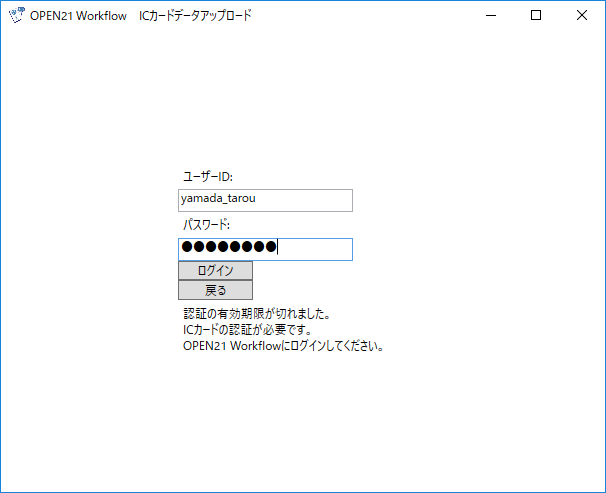 OPEN21 Workflow ICカードデータアップロード
ユーザーID:
yamada_tarou
パスワード:
●●●●●●●●
ログイン
戻る
認証の有効期限が切れました。
ICカードの認証が必要です。
OPEN21 Workflowにログインしてください。